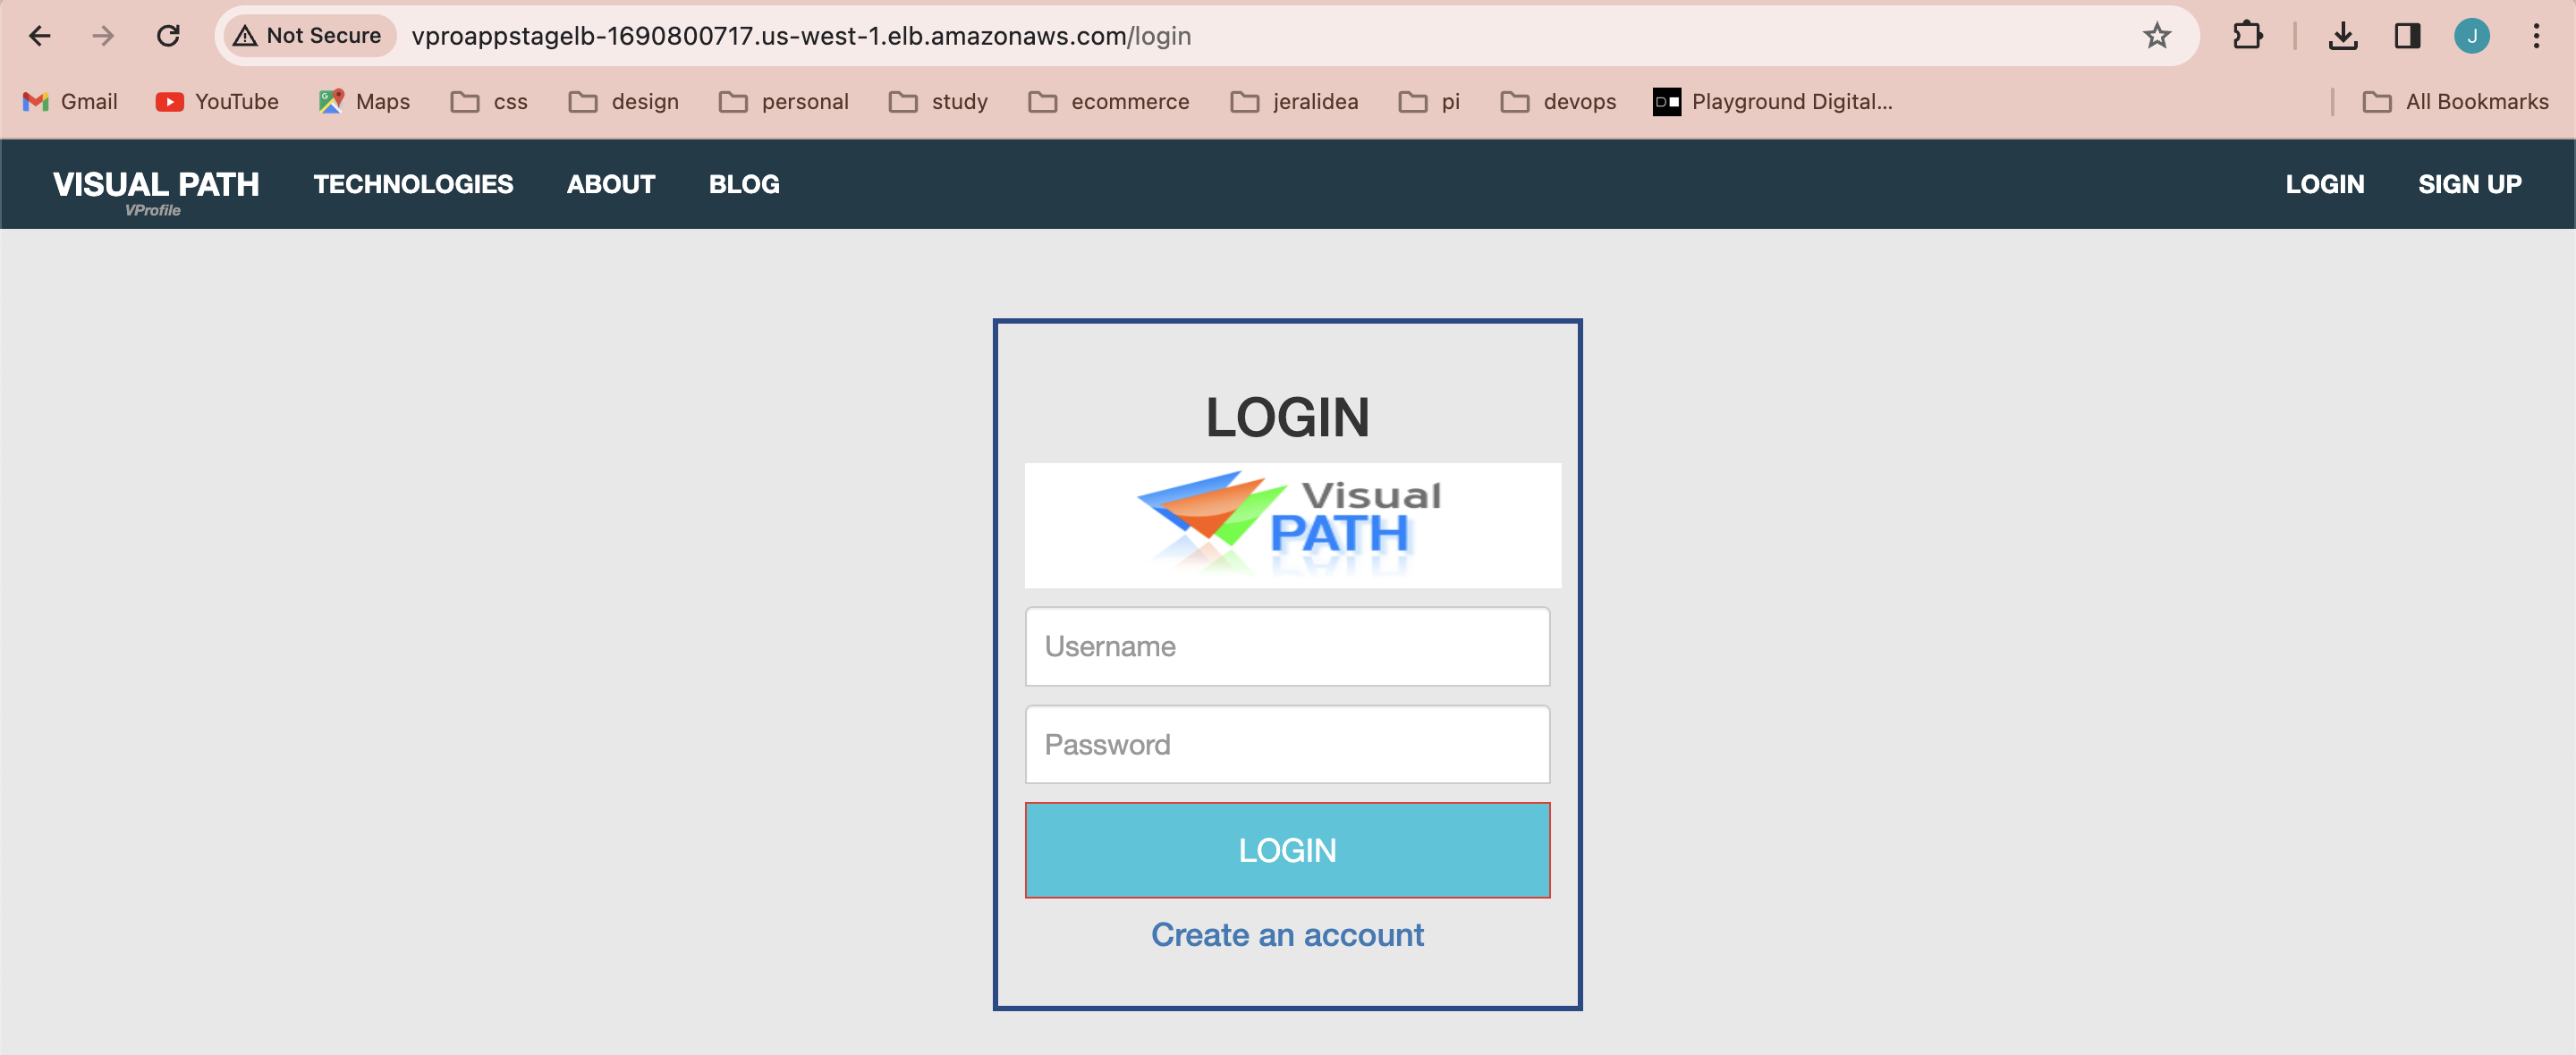 Not Secure vproappstagelb-1690800717.us-west-1.elb.amazonaws.com/login J
Gmail YouTube Maps css design personal study ecommerce jeralidea pi devops Playground Digital... All Bookmarks
VISUAL PATH TECHNOLOGIES ABOUT BLOG LOGIN SIGN UP
VProfile
LOGIN
Visual
PATH
Username
Password
LOGIN
Create an account